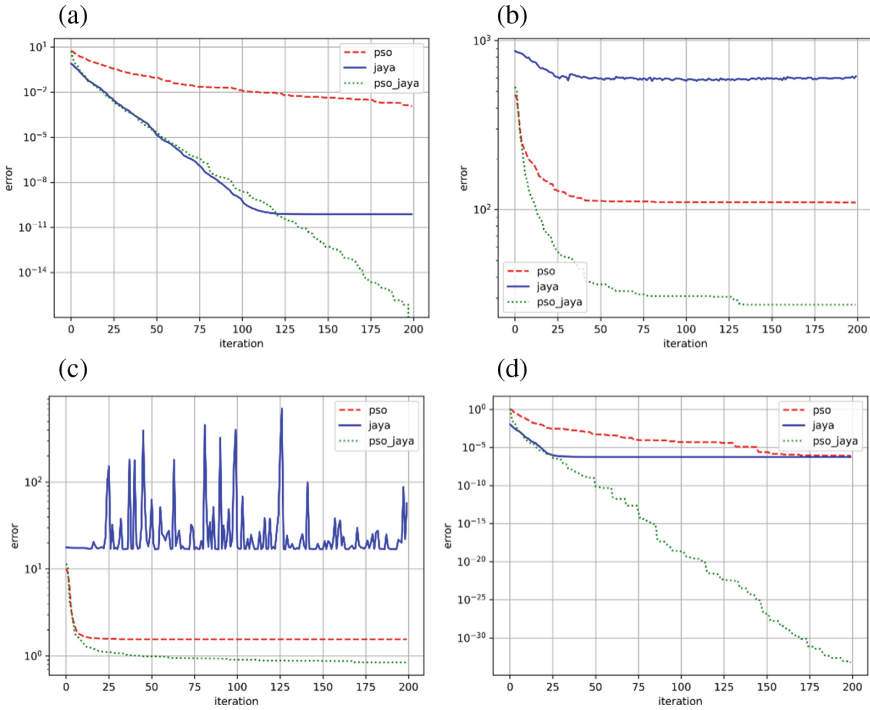 (a)
(b)
10^1
10^-2
10^-5
10^-8
10^-11
10^-14
error
pso
jaya
pso_jaya
0 25 50 75 100 125 150 175 200
iteration
10^3
10^2
error
pso
jaya
pso_jaya
0 25 50 75 100 125 150 175 200
iteration
(c)
(d)
10^2
10^1
10^0
error
pso
jaya
pso_jaya
0 25 50 75 100 125 150 175 200
iteration
10^0
10^-5
10^-10
10^-15
10^-20
10^-25
10^-30
error
pso
jaya
pso_jaya
0 25 50 75 100 125 150 175 200
iteration